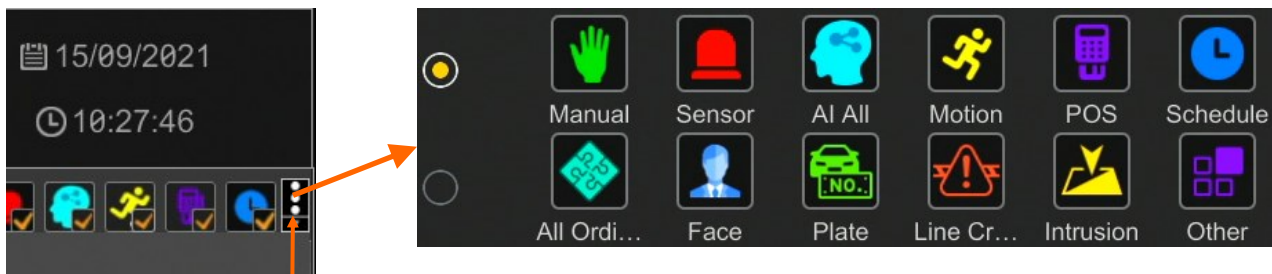 15/09/2021
10:27:46
Manual Sensor AI All Motion POS Schedule
NO.
All Ordi... Face Plate Line Cr... Intrusion Other